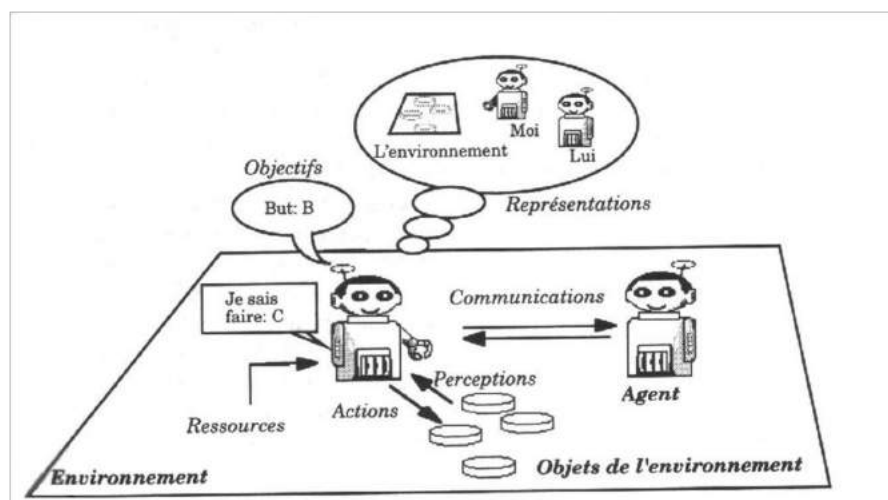 Moi
L'environnement
Lui
Objectifs
But: B
Représentations
Je sais
faire: C
Communications
Perceptions
Agent
Ressources
Actions
Environnement
Objets de l'environnement